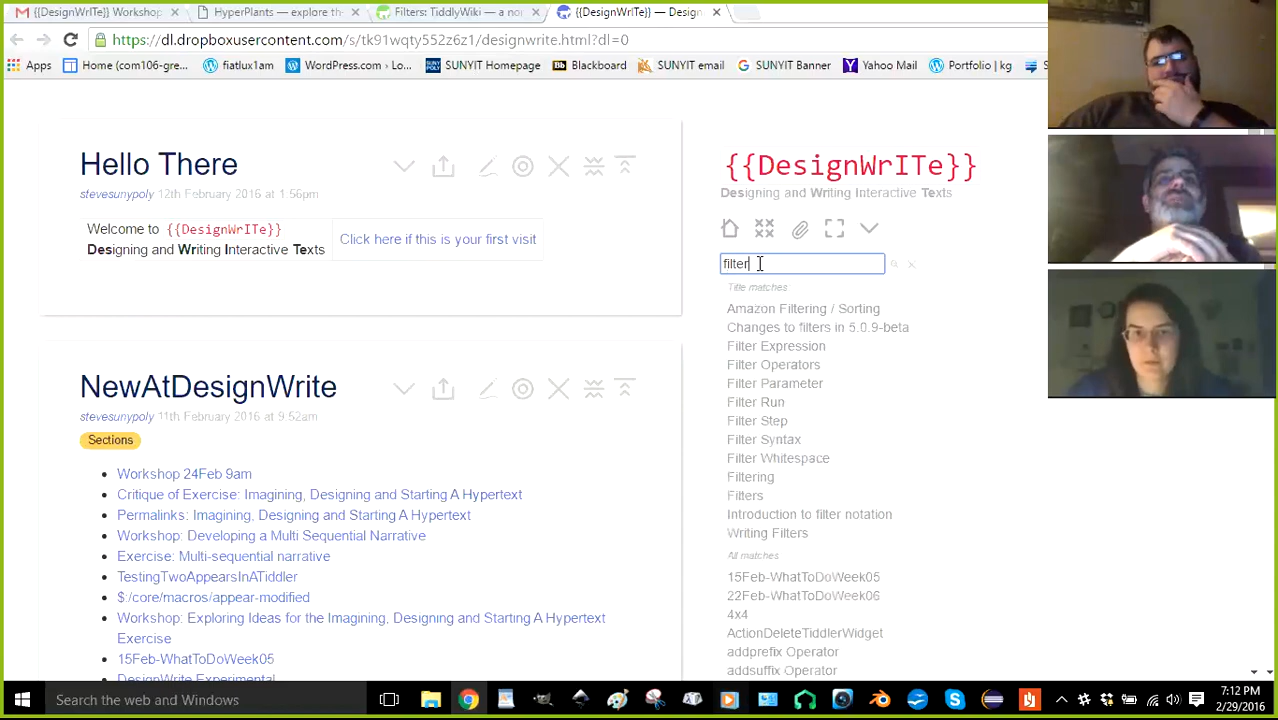 {{DesignWrITe}} Workshop
HyperPlants — explore th
Filters: TiddlyWiki — a no
{{DesignWrITe}} — Design
https://dl.dropboxusercontent.com/s/tk91wqty552z6z1/designwrite.html?dl=0
Apps
Home (com106-gre...
fiatlux1am
WordPress.com › Lo...
SUNYIT Homepage
Blackboard
SUNYIT email
SUNYIT Banner
Yahoo Mail
Portfolio | kg
Hello There
stevesunypoly 12th February 2016 at 1.56pm
Welcome to {{DesignWrITe}}
Designing and Writing Interactive Texts
Click here if this is your first visit
NewAtDesignWrite
stevesunypoly 11th February 2016 at 9.52am
Sections
Workshop 24Feb 9am
Critique of Exercise: Imagining, Designing and Starting A Hypertext
Permalinks: Imagining, Designing and Starting A Hypertext
Workshop: Developing a Multi Sequential Narrative
Exercise: Multi-sequential narrative
TestingTwoAppearsInATiddler
$:/core/macros/appear-modified
Workshop: Exploring Ideas for the Imagining, Designing and Starting A Hypertext
Exercise
15Feb-WhatToDoWeek05
DesignWrite Experimental
{{DesignWrITe}}
Designing and Writing Interactive Texts
filter
Title matches
Amazon Filtering / Sorting
Changes to filters in 5.0.9-beta
Filter Expression
Filter Operators
Filter Parameter
Filter Run
Filter Step
Filter Syntax
Filter Whitespace
Filtering
Filters
Introduction to filter notation
Writing Filters
All matches
15Feb-WhatToDoWeek05
22Feb-WhatToDoWeek06
4x4
ActionDeleteTiddlerWidget
addprefix Operator
addsuffix Operator
Search the web and Windows
7:12 PM
2/29/2016